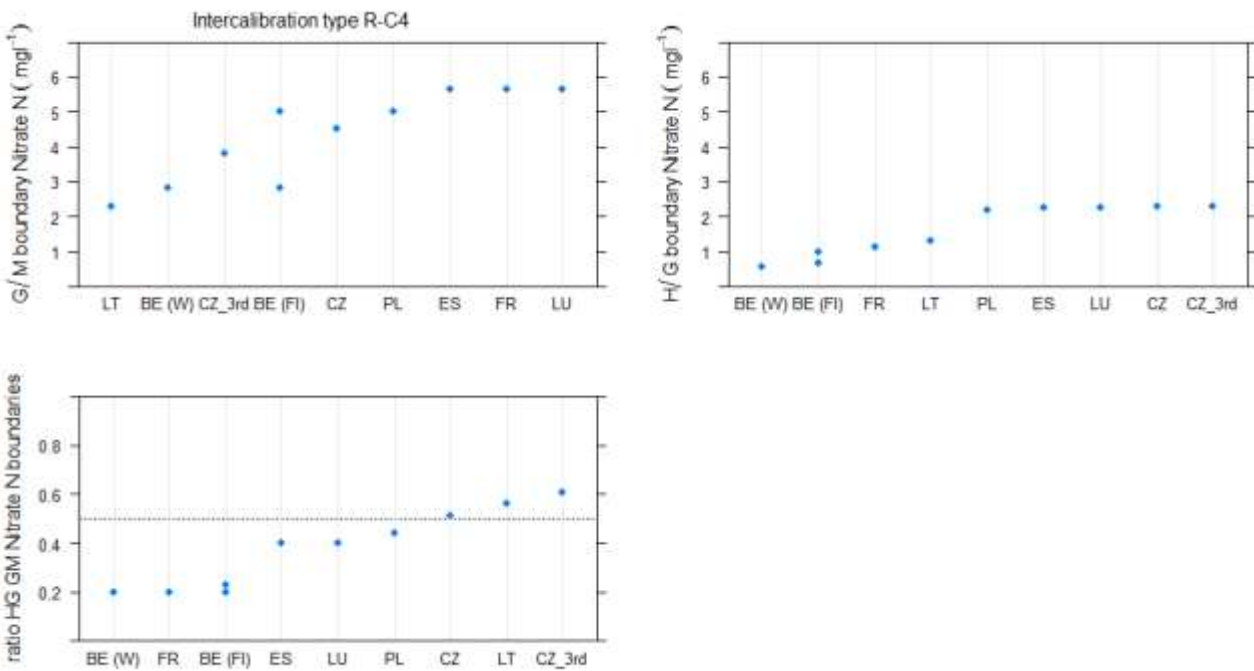 Intercalibration type R-C4
G/M boundary Nitrate N ( mgl⁻¹)
6
5
4
3
2
1
LT BE (W) CZ_3rd BE (Fl) CZ PL ES FR LU
H/G boundary Nitrate N ( mgl⁻¹)
6
5
4
3
2
1
BE (W) BE (Fl) FR LT PL ES LU CZ CZ_3rd
ratio HG GM Nitrate N boundaries
0.8
0.6
0.4
0.2
BE (W) FR BE (Fl) ES LU PL CZ LT CZ_3rd